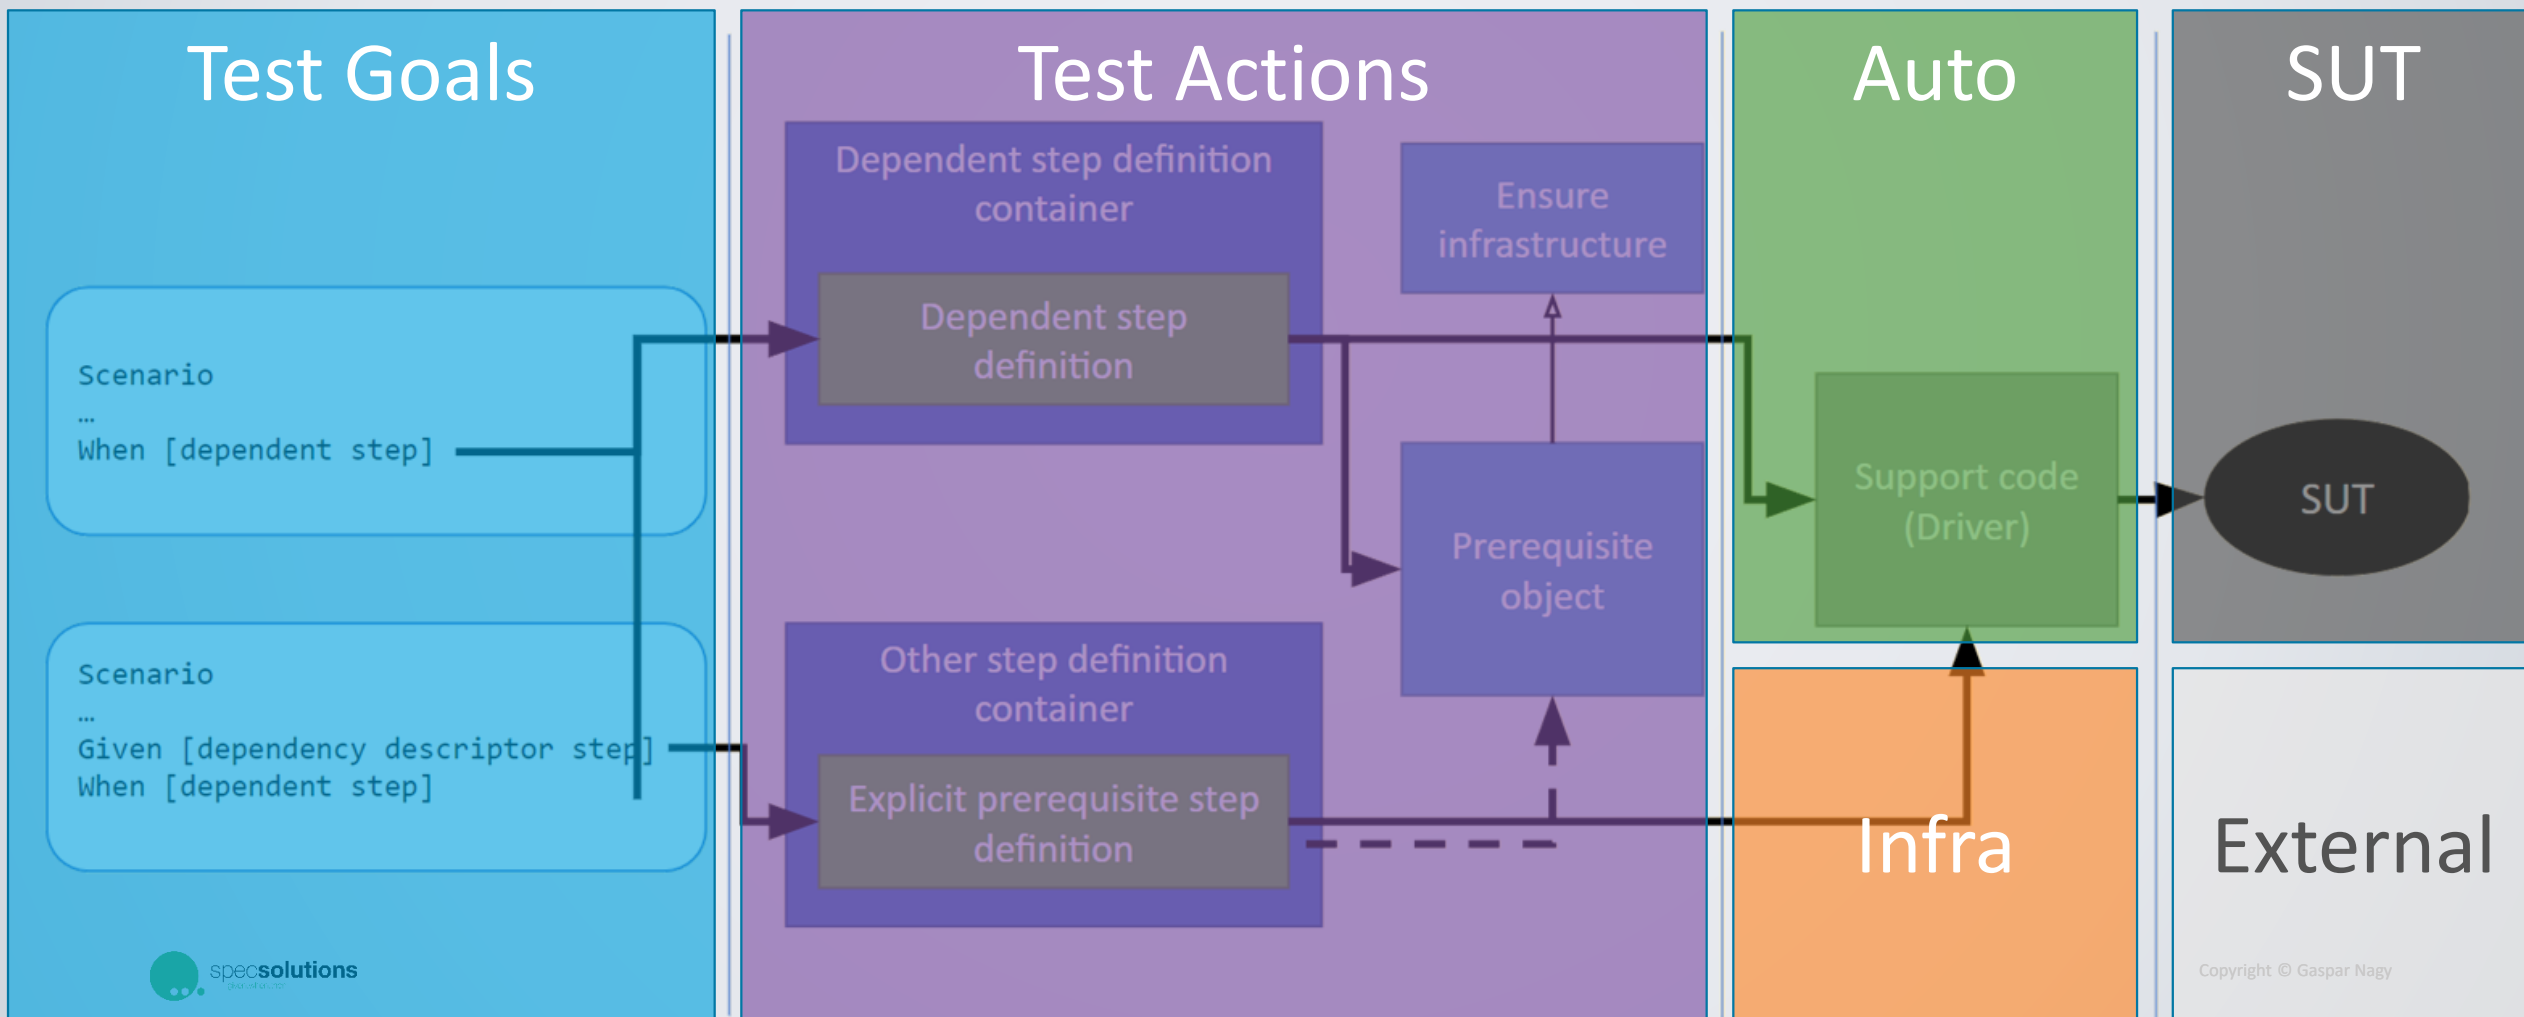 Test Goals
Test Actions
Auto
SUT
Dependent step definition
container
Ensure
infrastructure
Dependent step
definition
Scenario
…
When [dependent step]
Support code
(Driver)
SUT
Prerequisite
object
Scenario
…
Given [dependency descriptor step]
When [dependent step]
Other step definition
container
Explicit prerequisite step
definition
Infra
External
specsolutions
Copyright © Gaspar Nagy